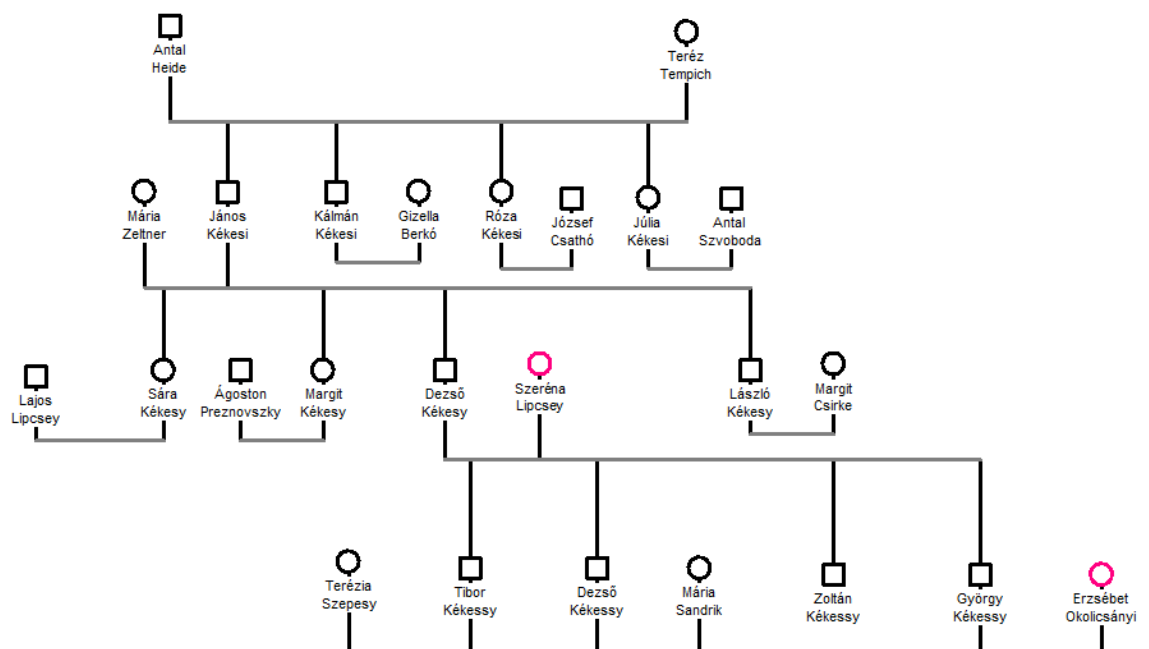 Antal
Heide
Teréz
Tempich
Mária
Zeltner
János
Kékesi
Kálmán
Kékesi
Gizella
Berkó
Róza
Kékesi
József
Csathó
Júlia
Kékesi
Antal
Szvoboda
Lajos
Lipcsey
Sára
Kékesy
Ágoston
Preznovszky
Margit
Kékesy
Dezső
Kékesy
Szeréna
Lipcsey
László
Kékesy
Margit
Csirke
Terézia
Szepesy
Tibor
Kékessy
Dezső
Kékessy
Mária
Sandrik
Zoltán
Kékessy
György
Kékessy
Erzsébet
Okolicsányi